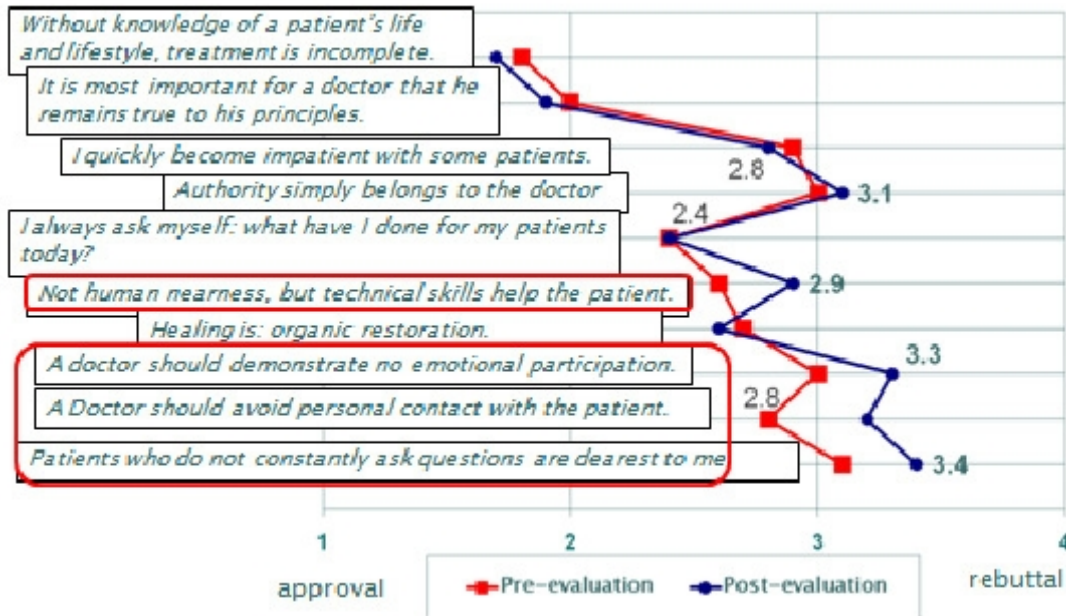 Without knowledge of a patient's life
and lifestyle, treatment is incomplete.
It is most important for a doctor that he
remains true to his principles.
I quickly become impatient with some patients.
2.8
Authority simply belongs to the doctor
3.1
2.4
I always ask myself: what have I done for my patients
today?
Not human nearness, but technical skills help the patient.
2.9
Healing is: organic restoration.
3.3
A doctor should demonstrate no emotional participation.
A Doctor should avoid personal contact with the patient.
2.8
Patients who do not constantly ask questions are dearest to me
3.4
1 2 3 4
approval
Pre-evaluation Post-evaluation
rebuttal